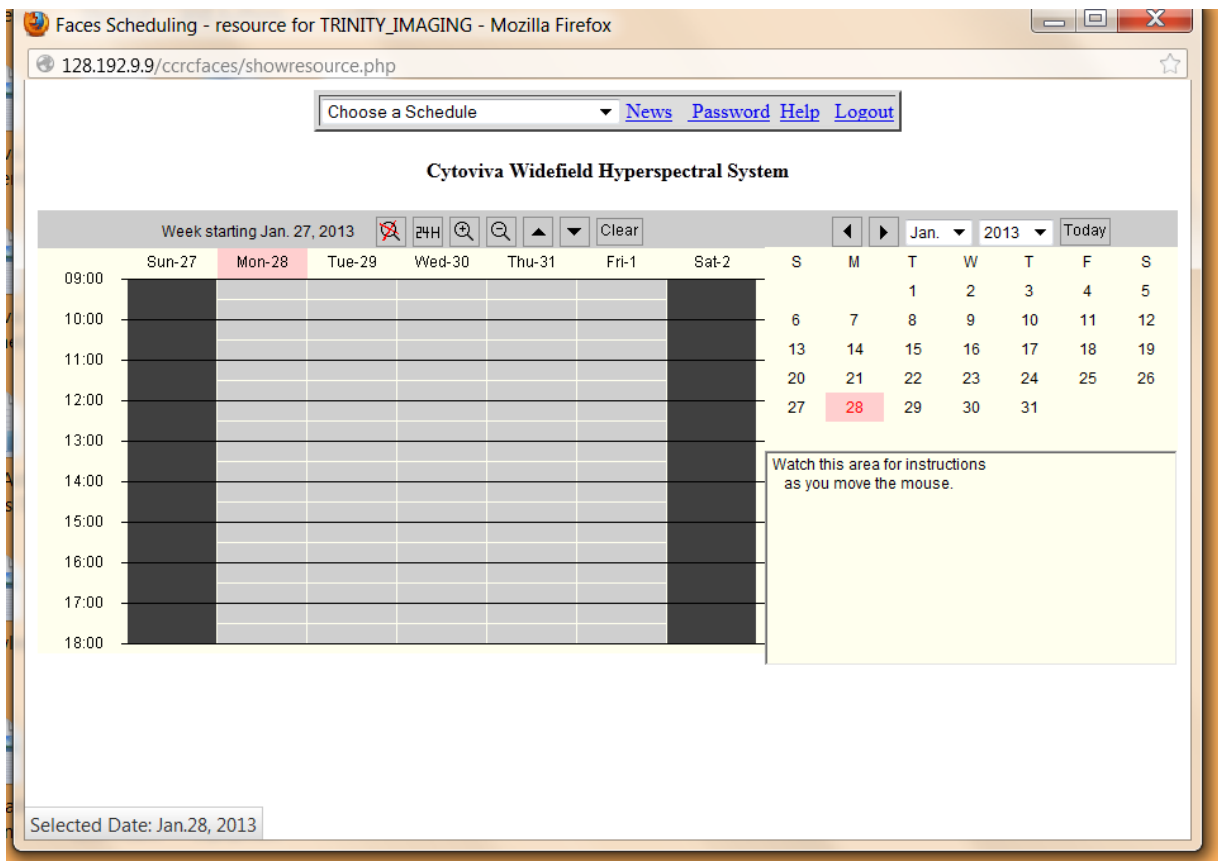 Faces Scheduling - resource for TRINITY_IMAGING - Mozilla Firefox
128.192.9.9/ccrcfaces/showresource.php
Choose a Schedule News Password Help Logout
Cytoviva Widefield Hyperspectral System
Week starting Jan. 27, 2013 24H Clear Jan. 2013 Today
Sun-27 Mon-28 Tue-29 Wed-30 Thu-31 Fri-1 Sat-2
09:00
10:00
11:00
12:00
13:00
14:00
15:00
16:00
17:00
18:00
S M T W T F S
1 2 3 4 5
6 7 8 9 10 11 12
13 14 15 16 17 18 19
20 21 22 23 24 25 26
27 28 29 30 31
Watch this area for instructions
as you move the mouse.
Selected Date: Jan.28, 2013